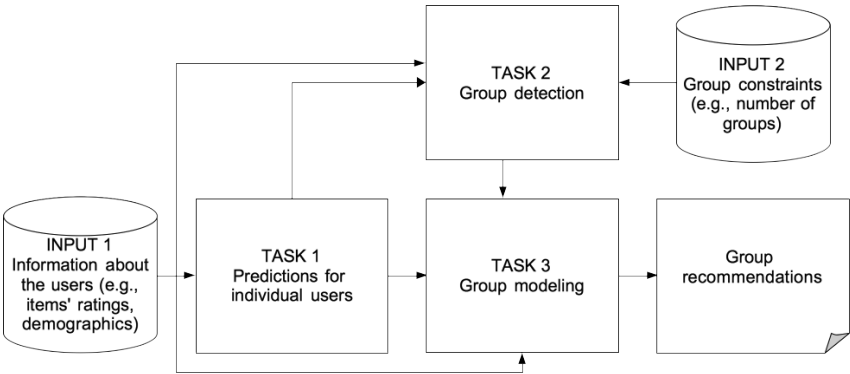 TASK 2
Group detection
INPUT 2
Group constraints
(e.g., number of
groups)
INPUT 1
Information about
the users (e.g.,
items' ratings,
demographics)
TASK 1
Predictions for
individual users
TASK 3
Group modeling
Group
recommendations